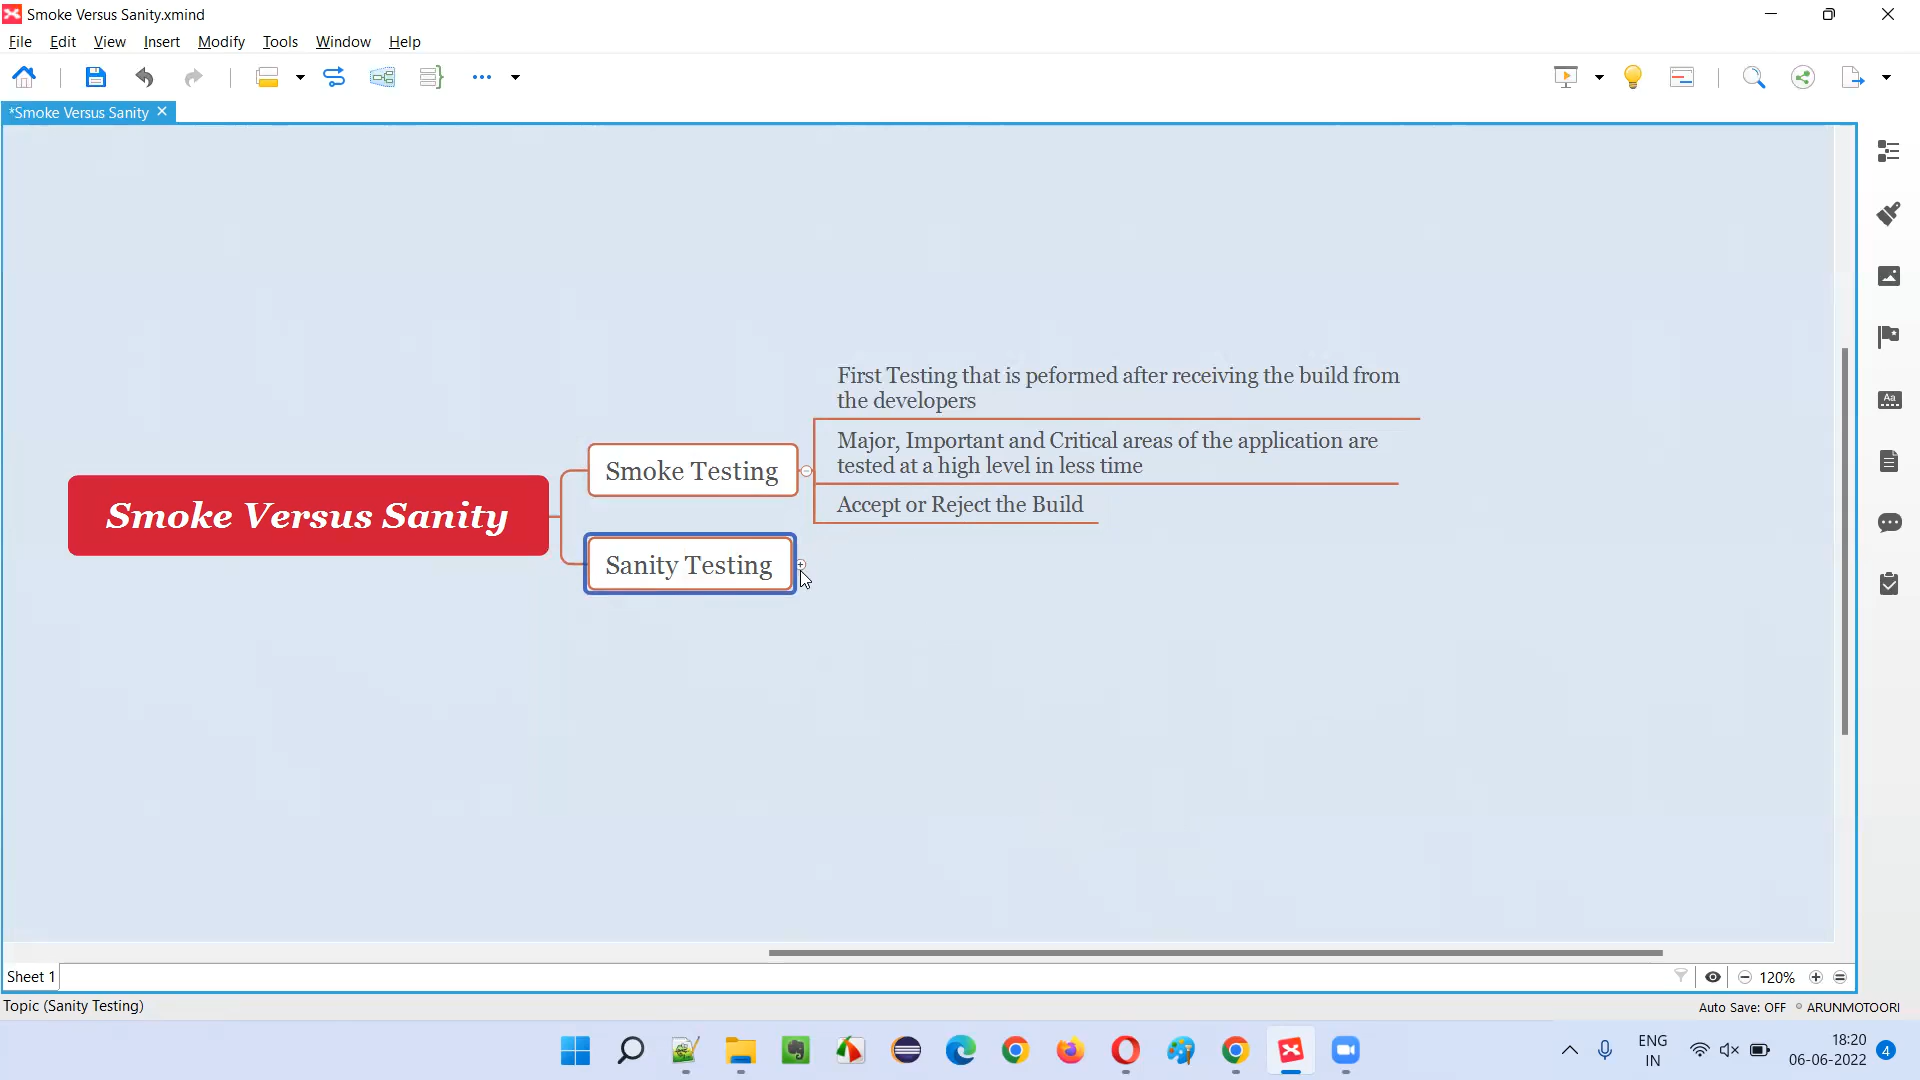 Smoke Versus Sanity.xmind
File Edit View Insert Modify Tools Window Help
*Smoke Versus Sanity
First Testing that is peformed after receiving the build from
the developers
Major, Important and Critical areas of the application are
tested at a high level in less time
Smoke Testing
Accept or Reject the Build
Smoke Versus Sanity
Sanity Testing
Aa
Sheet 1
120%
Topic (Sanity Testing)
Auto Save: OFF ARUNMOTOORI
ENG
IN
18:20
06-06-2022
4